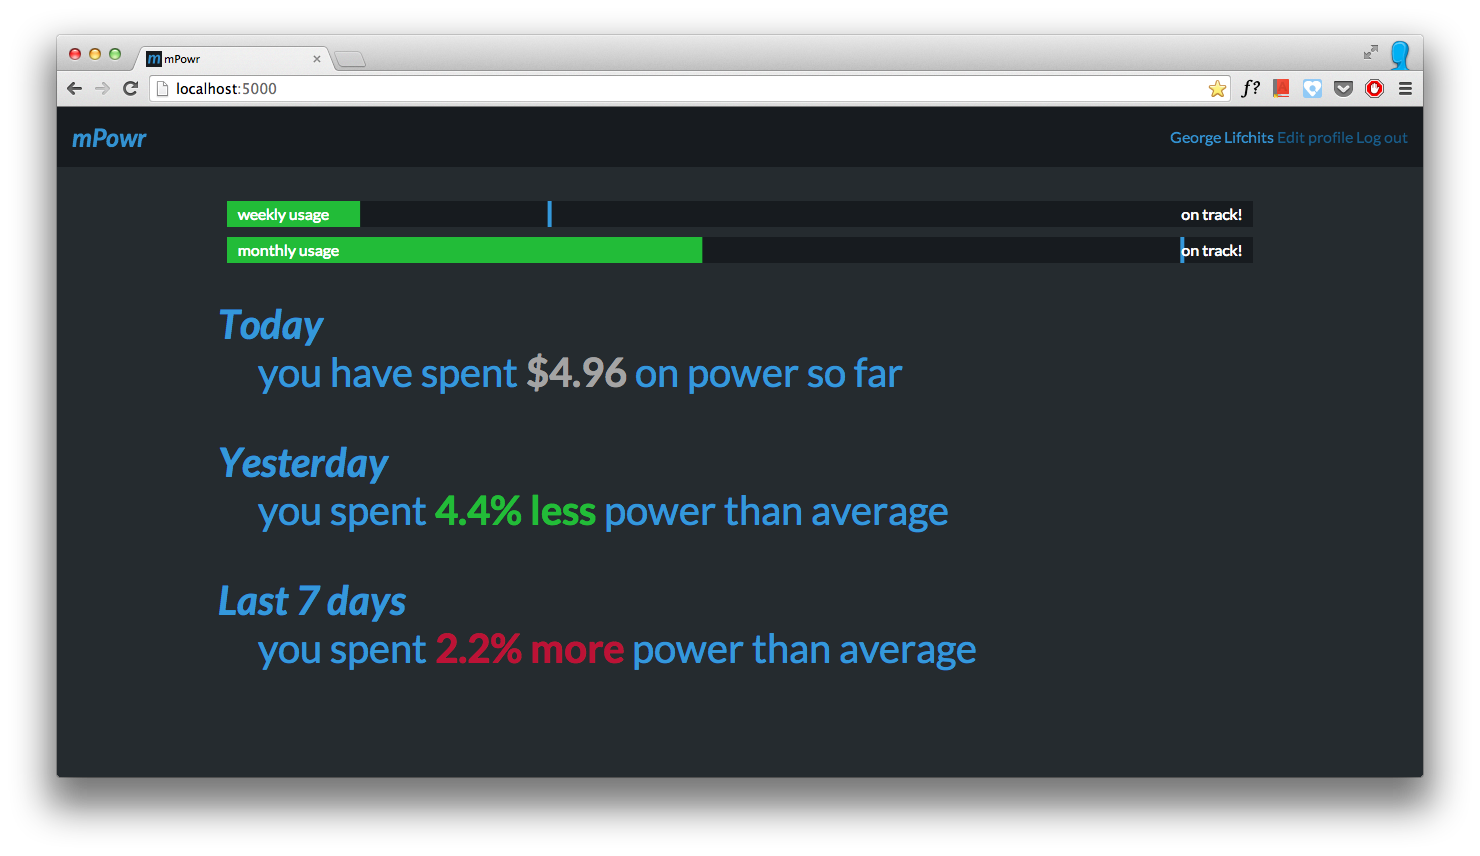 mPowr
localhost:5000
f?
mPowr
George Lifchits Edit profile Log out
weekly usage on track!
monthly usage on track!
Today
you have spent $4.96 on power so far
Yesterday
you spent 4.4% less power than average
Last 7 days
you spent 2.2% more power than average